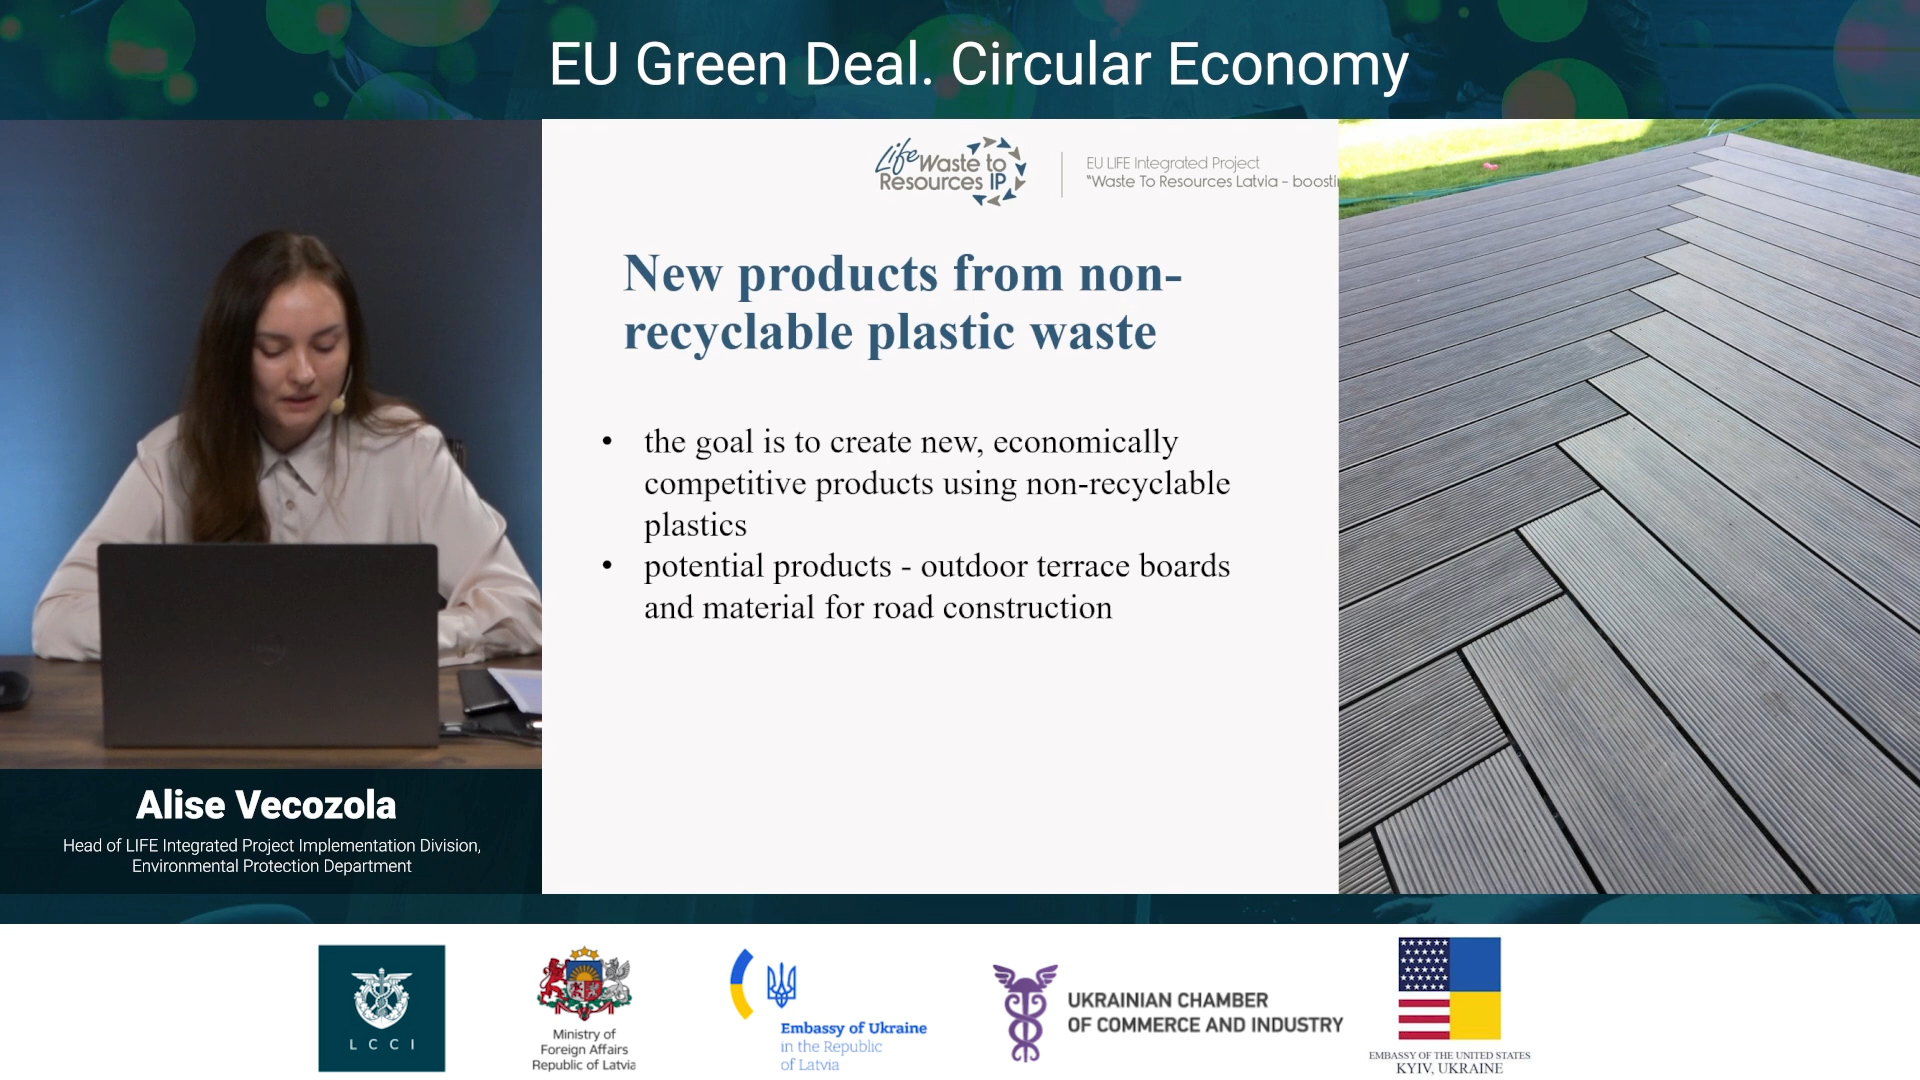 EU Green Deal. Circular Economy
Life Waste to
Resources IP
EU LIFE Integrated Project
"Waste To Resources Latvia - boosti
New products from non-
recyclable plastic waste
• the goal is to create new, economically
competitive products using non-recyclable
plastics
• potential products - outdoor terrace boards
and material for road construction
Alise Vecozola
Head of LIFE Integrated Project Implementation Division,
Environmental Protection Department
LCCI
Ministry of
Foreign Affairs
Republic of Latvia
Embassy of Ukraine
in the Republic
of Latvia
UKRAINIAN CHAMBER
OF COMMERCE AND INDUSTRY
EMBASSY OF THE UNITED STATES
KYIV, UKRAINE